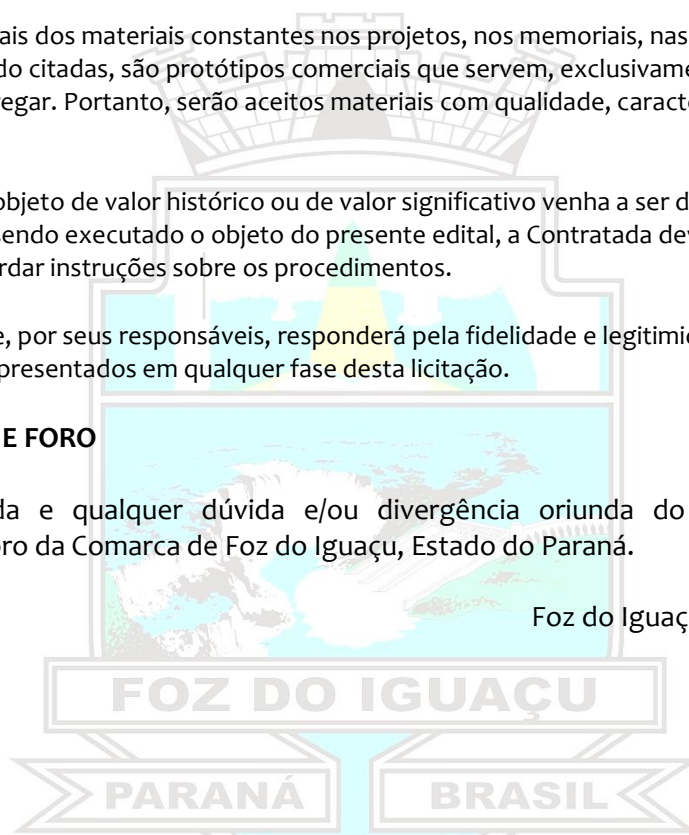 ais dos materiais constantes nos projetos, nos memoriais, nas
do citadas, são protótipos comerciais que servem, exclusivame
egar. Portanto, serão aceitos materiais com qualidade, caract
objeto de valor histórico ou de valor significativo venha a ser d
sendo executado o objeto do presente edital, a Contratada dev
rdar instruções sobre os procedimentos.
e, por seus responsáveis, responderá pela fidelidade e legitimi
presentados em qualquer fase desta licitação.
E FORO
da e qualquer dúvida e/ou divergência oriunda do
oro da Comarca de Foz do Iguaçu, Estado do Paraná.
Foz do Iguaç
FOZ DO IGUAÇU
PARANÁ BRASIL